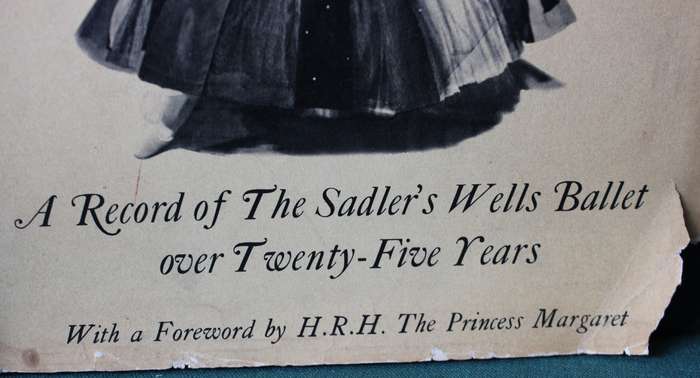 A Record of The Sadler's Wells Ballet
over Twenty-Five Years
With a Foreword by H.R.H. The Princess Margaret